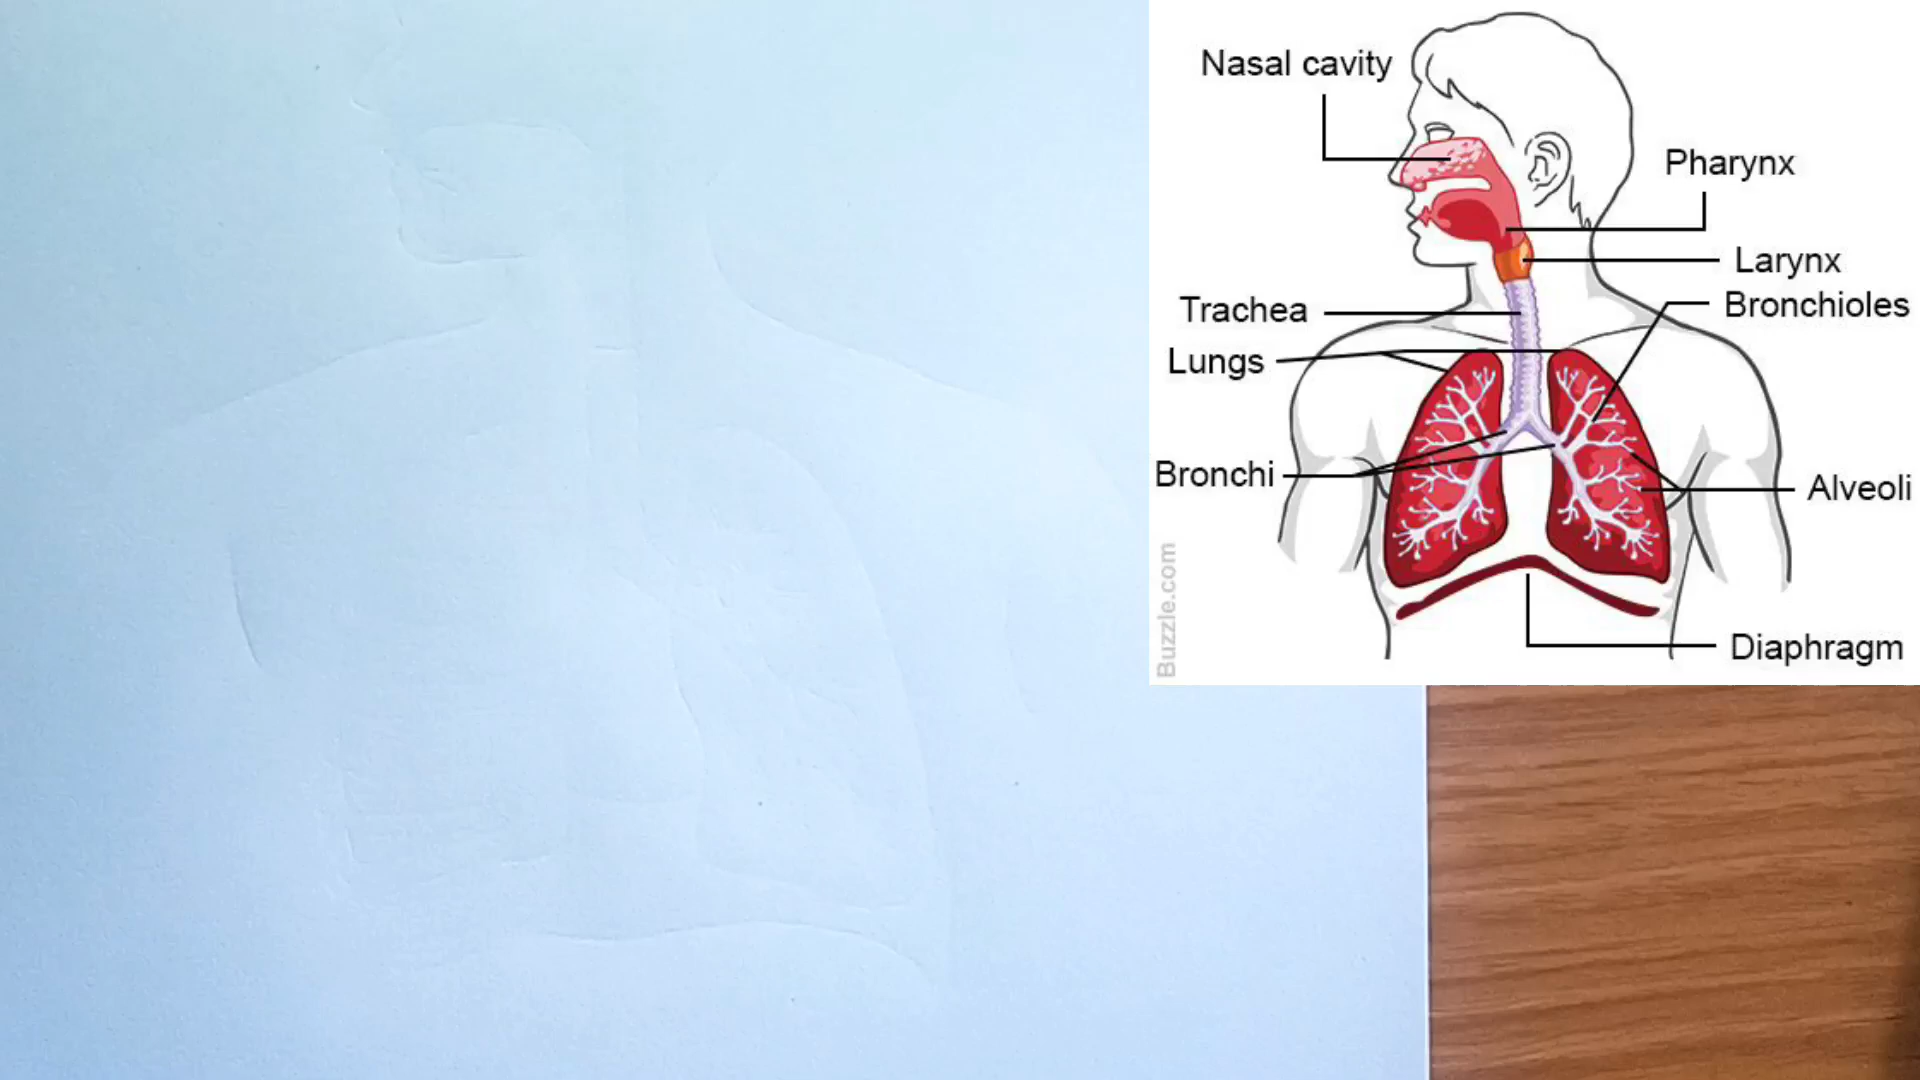 Nasal cavity
Pharynx
Larynx
Bronchioles
Trachea
Lungs
Bronchi
Alveoli
Diaphragm
Buzzle.com